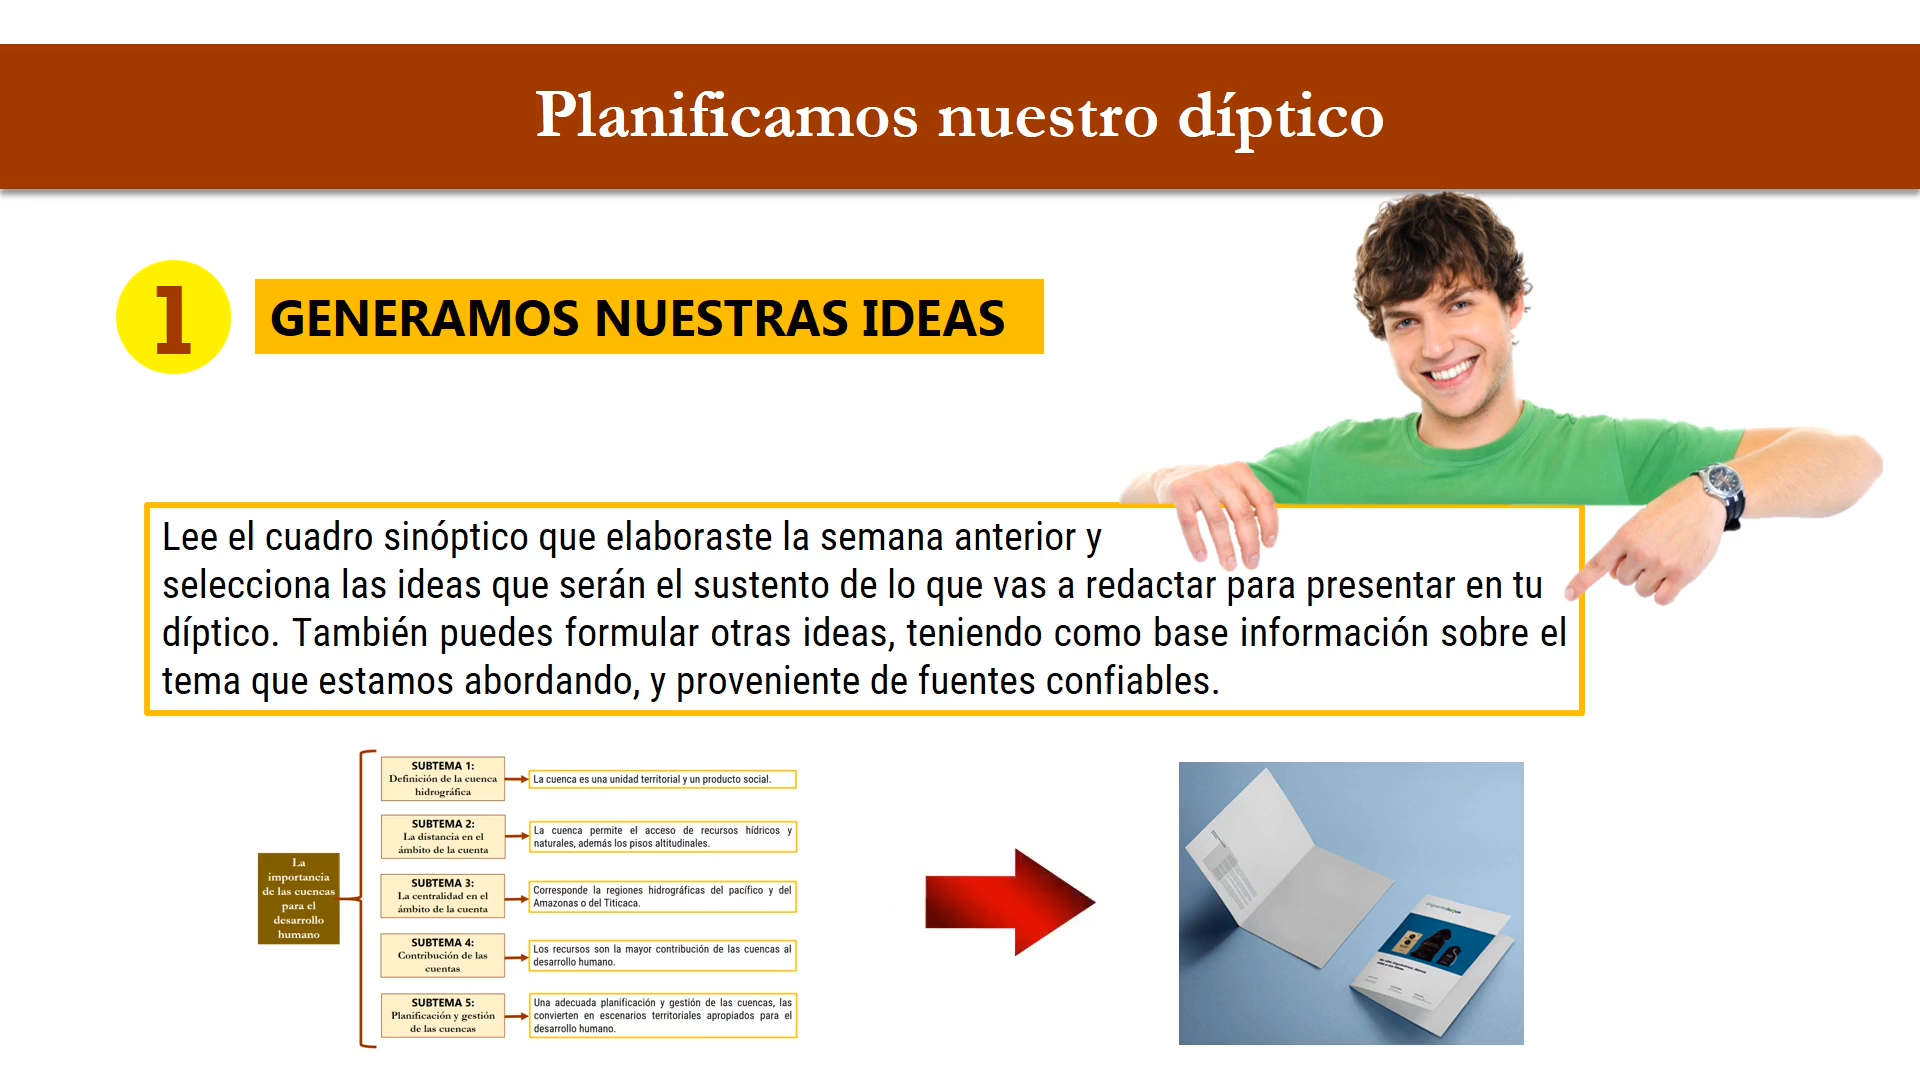 Planificamos nuestro díptico
1
GENERAMOS NUESTRAS IDEAS
Lee el cuadro sinóptico que elaboraste la semana anterior y
selecciona las ideas que serán el sustento de lo que vas a redactar para presentar en tu
díptico. También puedes formular otras ideas, teniendo como base información sobre el
tema que estamos abordando, y proveniente de fuentes confiables.
La
importancia
de las cuencas
para el
desarrollo
humano
SUBTEMA 1:
Definición de la cuenca
hidrográfica
La cuenca es una unidad territorial y un producto social.
SUBTEMA 2:
La distancia en el
ámbito de la cuenta
La cuenca permite el acceso de recursos hídricos y
naturales, además los pisos altitudinales.
SUBTEMA 3:
La centralidad en el
ámbito de la cuenta
Corresponde la regiones hidrográficas del pacífico y del
Amazonas o del Titicaca.
SUBTEMA 4:
Contribución de las
cuentas
Los recursos son la mayor contribución de las cuencas al
desarrollo humano.
SUBTEMA 5:
Planificación y gestión
de las cuencas
Una adecuada planificación y gestión de las cuencas, las
convierten en escenarios territoriales apropiados para el
desarrollo humano.